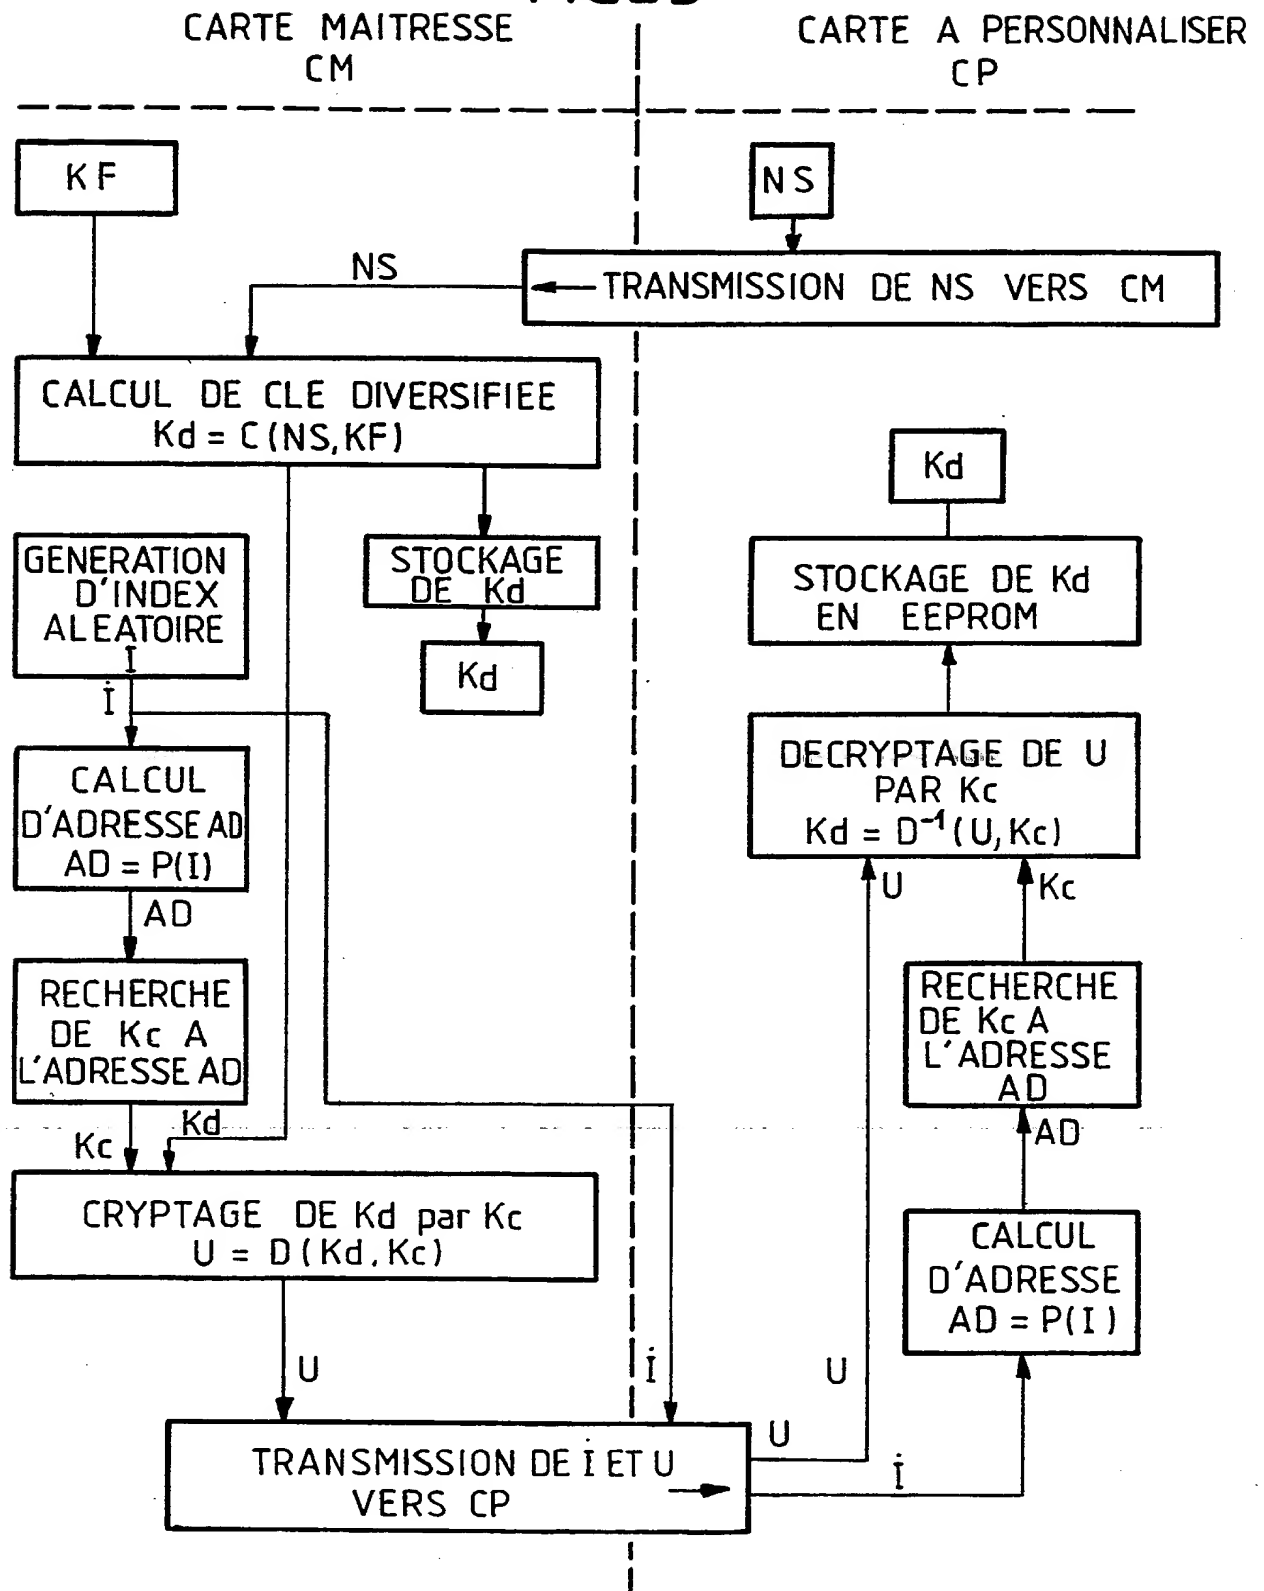 CARTE MAITRESSE
CM
CARTE A PERSONNALISER
CP
KF
NS
NS
TRANSMISSION DE NS VERS CM
CALCUL DE CLE DIVERSIFIEE
Kd = C(NS,KF)
Kd
GENERATION
D'INDEX
ALEATOIRE
I
STOCKAGE
DE Kd
STOCKAGE DE Kd
EN EEPROM
Kd
i
CALCUL
D'ADRESSE AD
AD = P(I)
DECRYPTAGE DE U
PAR Kc
Kd = D⁻¹(U,Kc)
U
Kc
AD
RECHERCHE
DE Kc A
L'ADRESSE AD
RECHERCHE
DE Kc A
L'ADRESSE
AD
Kd
Kc
AD
CRYPTAGE DE Kd par Kc
U = D(Kd,Kc)
CALCUL
D'ADRESSE
AD = P(I)
U
i
U
U
TRANSMISSION DE i ET U
VERS CP
i